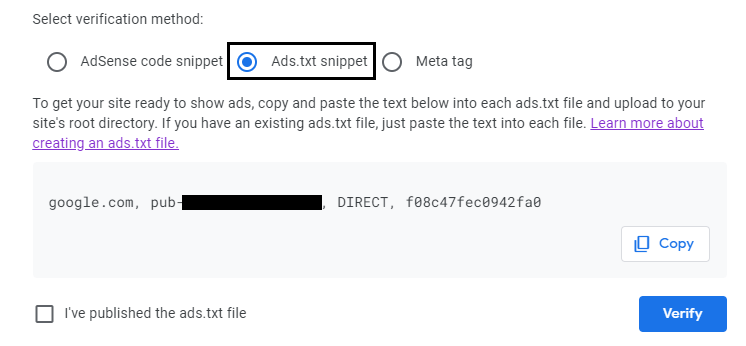 Select verification method:
AdSense code snippet Ads.txt snippet Meta tag
To get your site ready to show ads, copy and paste the text below into each ads.txt file and upload to your
site's root directory. If you have an existing ads.txt file, just paste the text into each file. Learn more about
creating an ads.txt file.
google.com, pub-, DIRECT, f08c47fec0942fa0
Copy
I've published the ads.txt file
Verify